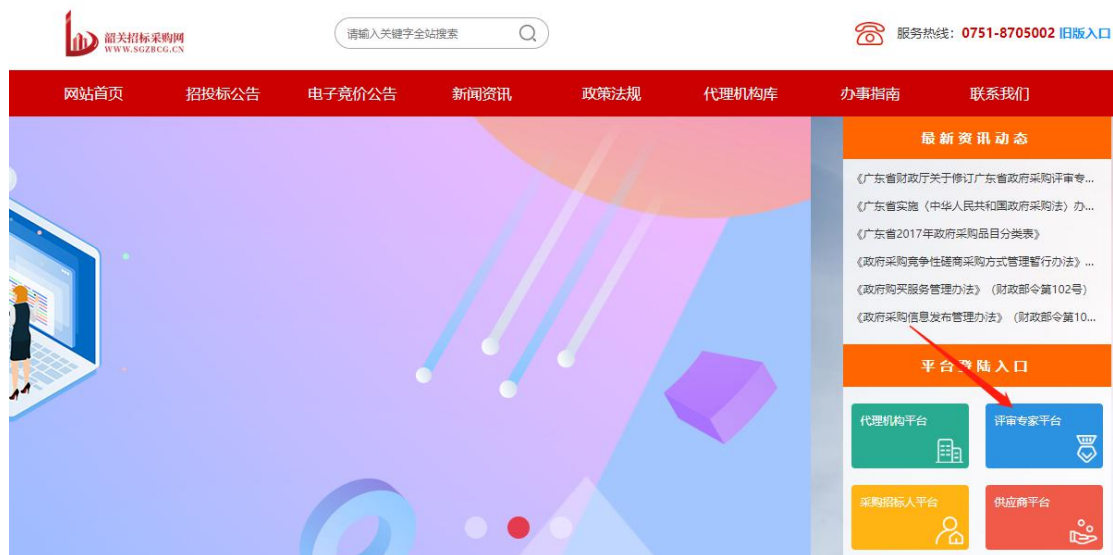 韶关招标采购网
WWW.SGZBCG.CN
请输入关键字全站搜索
服务热线：0751-8705002 旧版入口
网站首页 招投标公告 电子竞价公告 新闻资讯 政策法规 代理机构库 办事指南 联系我们
最新资讯动态
《广东省财政厅关于修订广东省政府采购评审专...
《广东省实施〈中华人民共和国政府采购法〉办...
《广东省2017年政府采购品目分类表》
《政府采购竞争性磋商采购方式管理暂行办法》...
《政府购买服务管理办法》（财政部令第102号）
《政府采购信息发布管理办法》（财政部令第10...
平台登陆入口
代理机构平台 评审专家平台
采购招标人平台 供应商平台